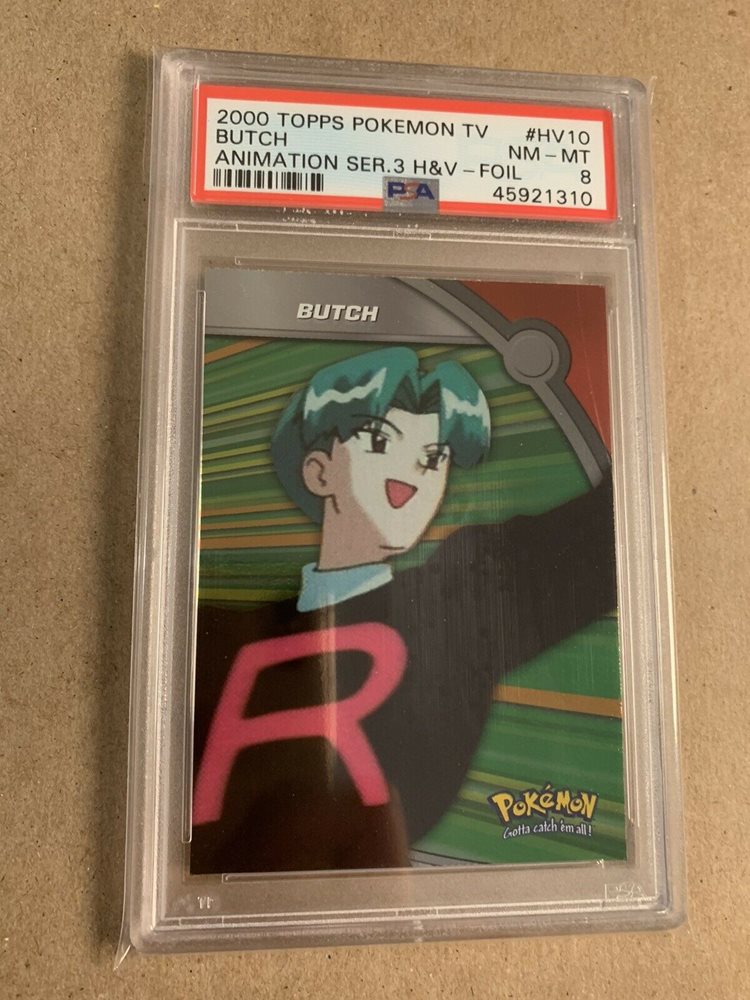 2000 TOPPS POKEMON TV #HV10
BUTCH NM-MT
ANIMATION SER.3 H&V-FOIL 8
PSA 45921310
BUTCH
R
POKéMON
Gotta catch 'em all!
PSA